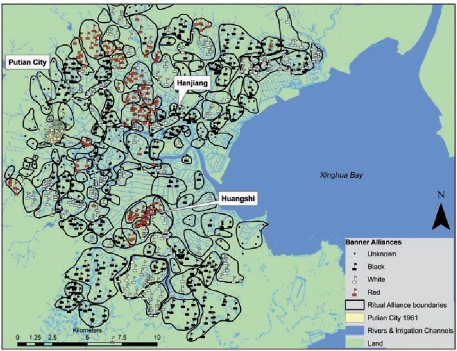 Putian City
Hanjiang
Xinghua Bay
Huangshi
N
Banner Alliances
Unknown
Black
White
Red
Ritual Alliance boundaries
Putian City 1961
Rivers & Irrigation Channels
Land
Kilometers
0 1.25 2.5 5 7.5 10